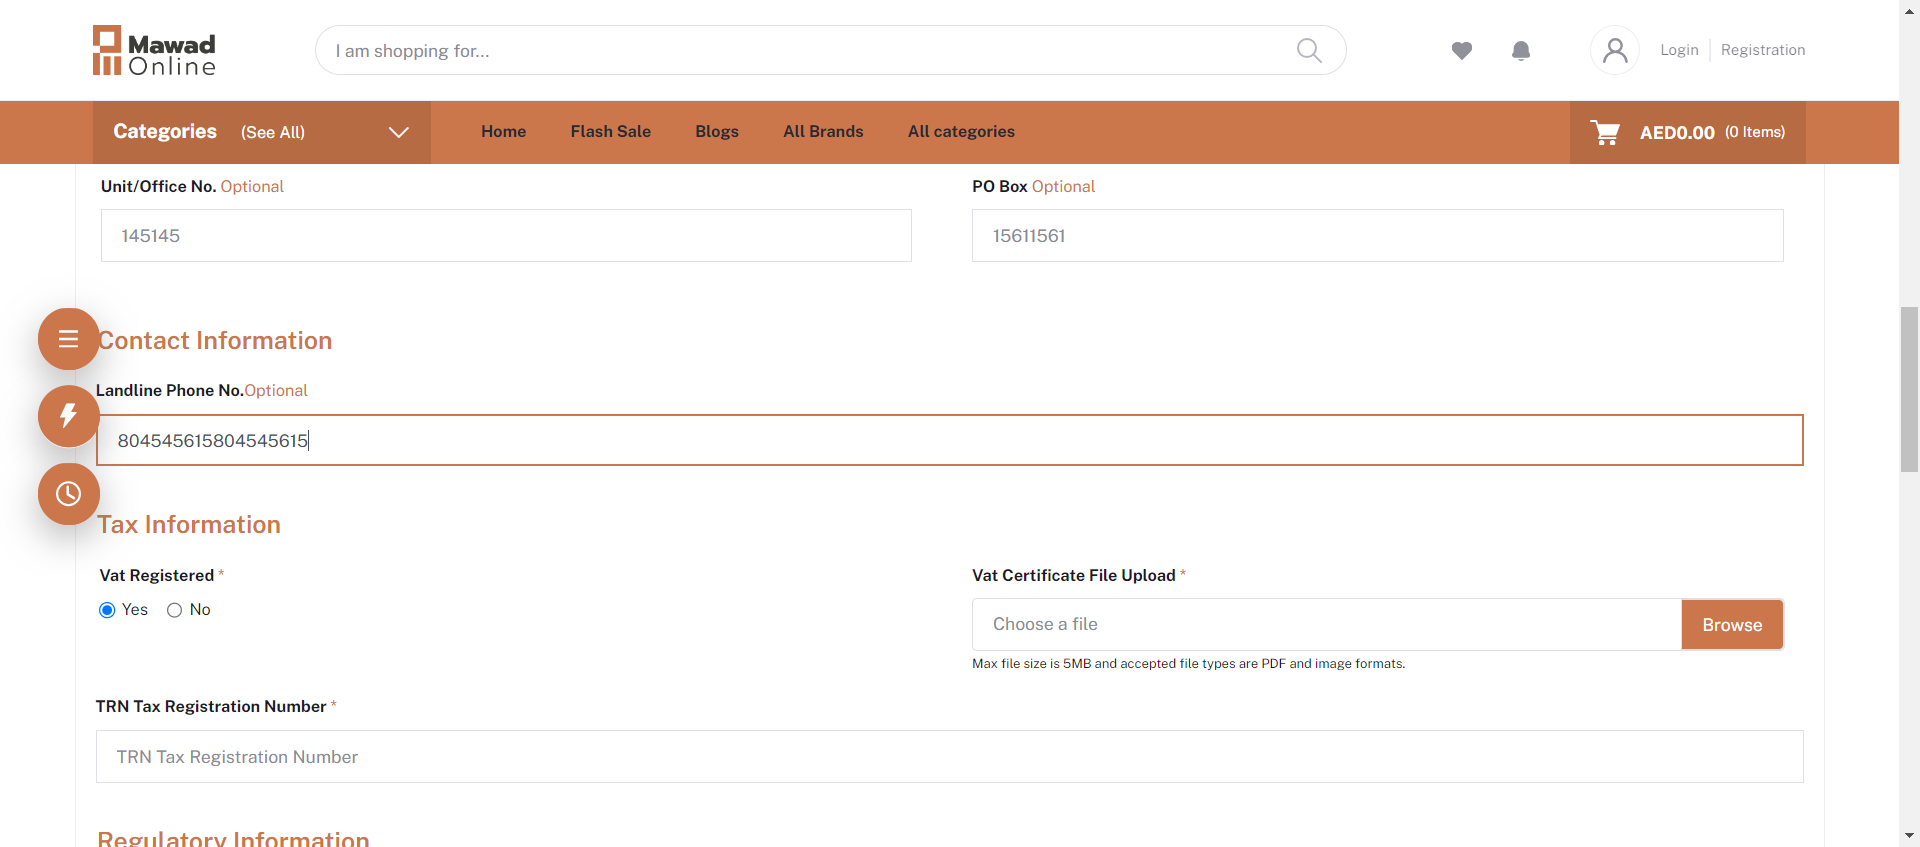 Mawad
Online
I am shopping for...
Login
Registration
Categories (See All)
Home
Flash Sale
Blogs
All Brands
All categories
AED0.00 (0 Items)
Unit/Office No. Optional
PO Box Optional
145145
15611561
Contact Information
Landline Phone No.Optional
804545615804545615
Tax Information
Vat Registered *
Vat Certificate File Upload *
Yes
No
Choose a file
Browse
Max file size is 5MB and accepted file types are PDF and image formats.
TRN Tax Registration Number *
TRN Tax Registration Number
Regulatory Information